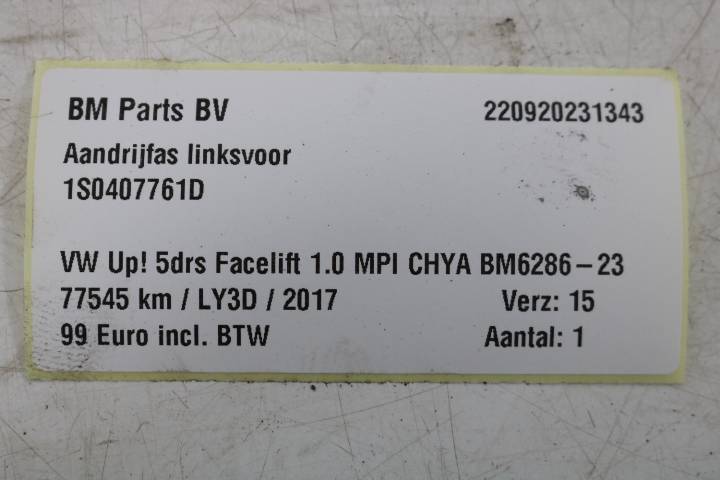 BM Parts BV 220920231343
Aandrijfas linksvoor
1S0407761D
VW Up! 5drs Facelift 1.0 MPI CHYA BM6286-23
77545 km / LY3D / 2017 Verz: 15
99 Euro incl. BTW Aantal: 1